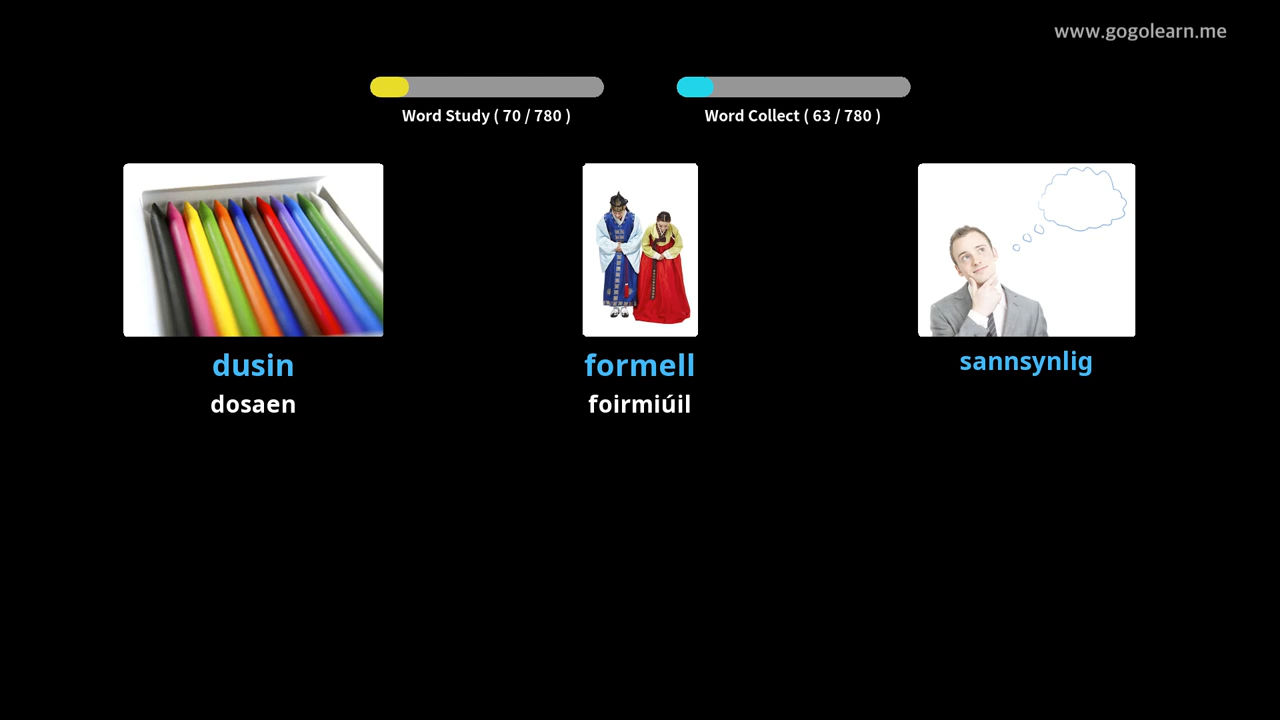 www.gogolearn.me
Word Study ( 70 / 780 )
Word Collect ( 63 / 780 )
dusin
formell
sannsynlig
dosaen
foirmiúil